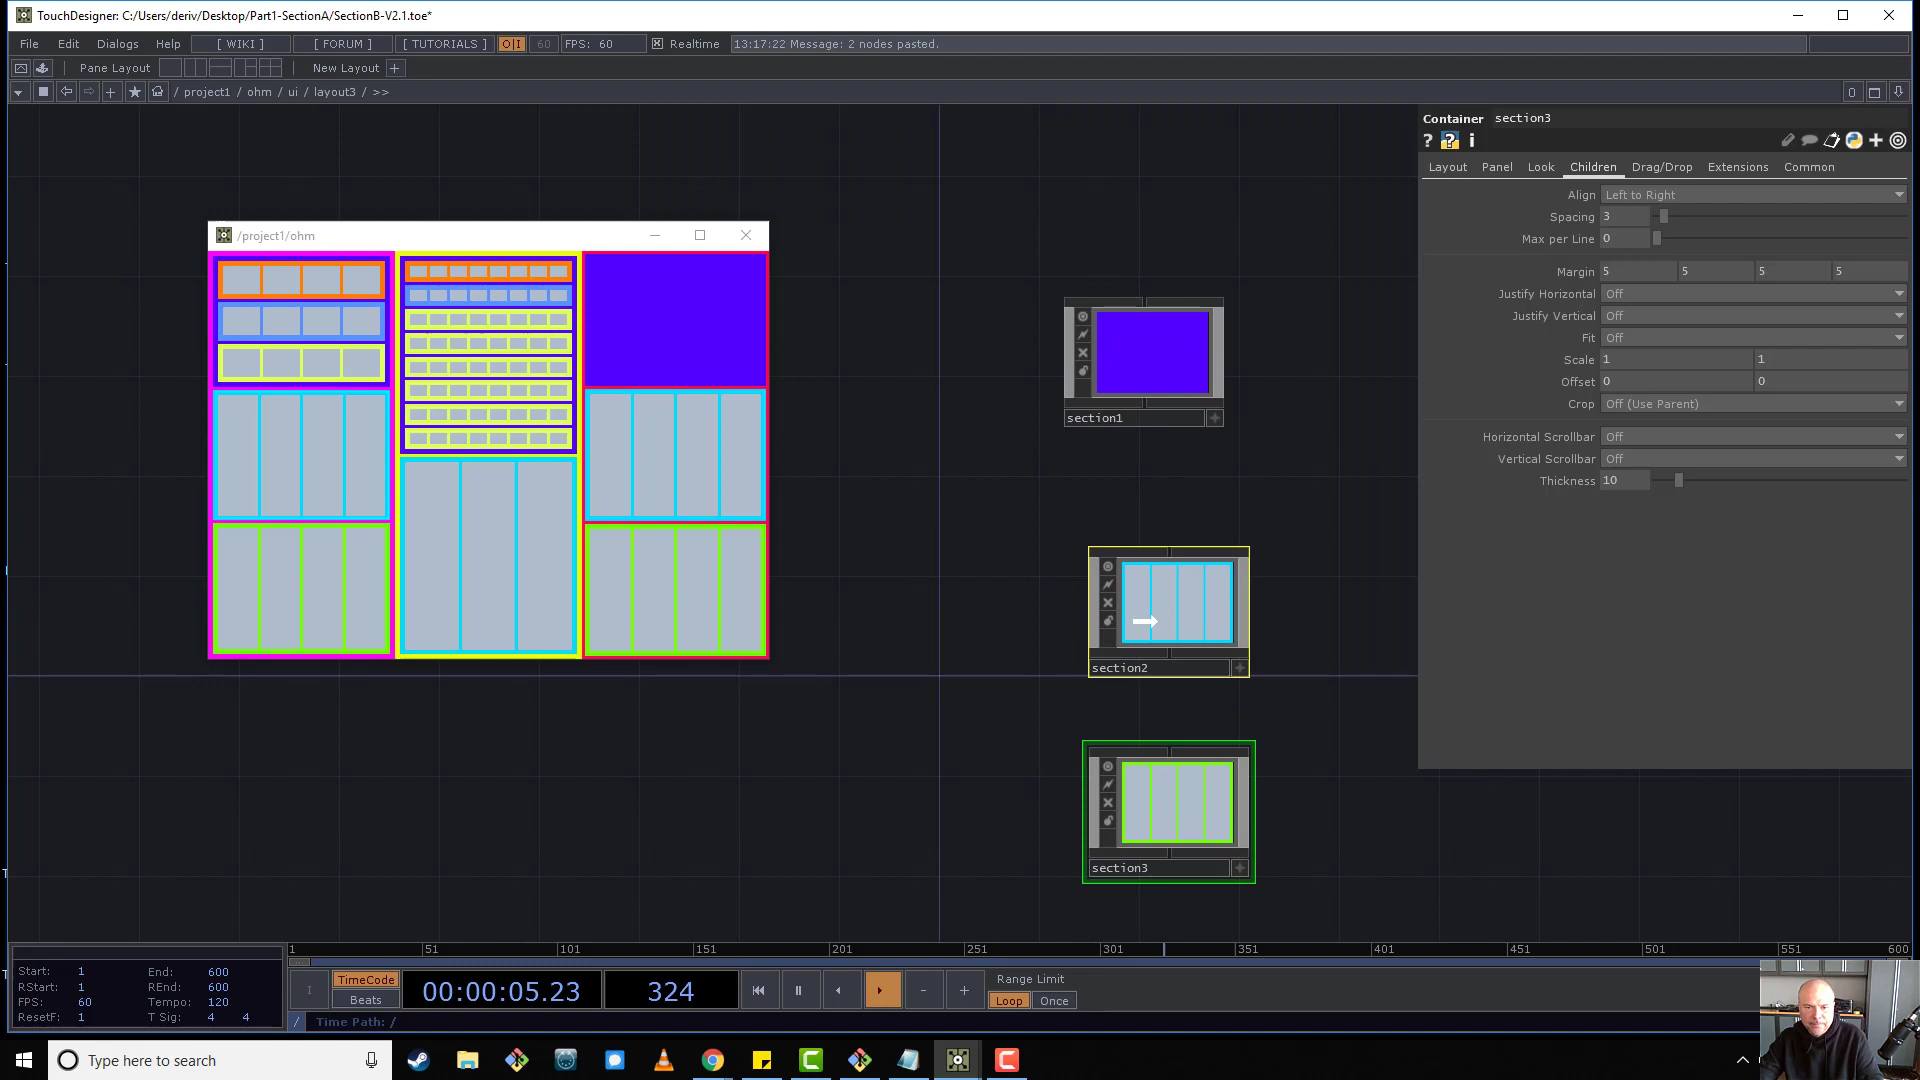 TouchDesigner: C:/Users/deriv/Desktop/Part1-SectionA/SectionB-V2.1.toe*
File Edit Dialogs Help [ WIKI ] [ FORUM ] [ TUTORIALS ] O|I 60 FPS: 60 Realtime 13:17:22 Message: 2 nodes pasted.
Pane Layout New Layout +
/ project1 / ohm / ui / layout3 / >> 0
Container section3
? ? i
Layout Panel Look Children Drag/Drop Extensions Common
Align Left to Right
Spacing 3
Max per Line 0
Margin 5 5 5 5
Justify Horizontal Off
Justify Vertical Off
Fit Off
Scale 1 1
Offset 0 0
Crop Off (Use Parent)
Horizontal Scrollbar Off
Vertical Scrollbar Off
Thickness 10
/project1/ohm
section1
section2
section3
1 51 101 151 201 251 301 351 401 451 501 551 600
Start: 1 End: 600
RStart: 1 REnd: 600
FPS: 60 Tempo: 120
ResetF: 1 T Sig: 4 4
TimeCode
Beats
00:00:05.23
324
Range Limit
Loop Once
/ Time Path: /
Type here to search